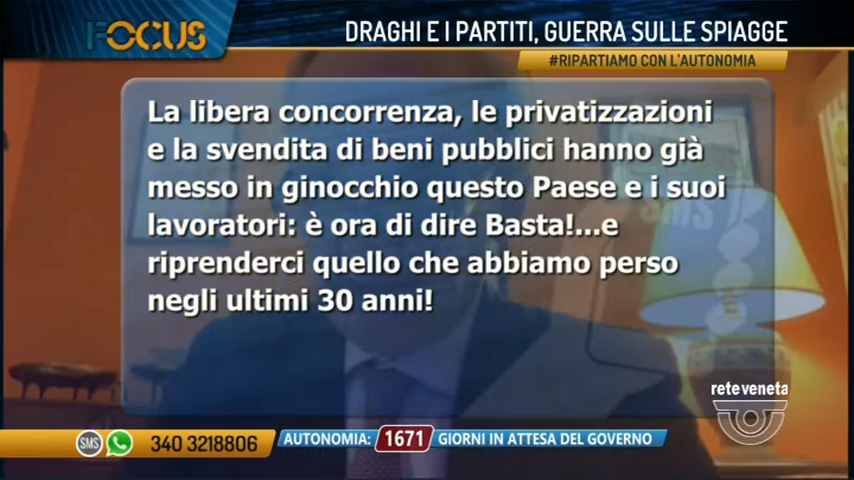 FOCUS
DRAGHI E I PARTITI, GUERRA SULLE SPIAGGE
#RIPARTIAMO CON L'AUTONOMIA
La libera concorrenza, le privatizzazioni
e la svendita di beni pubblici hanno già
messo in ginocchio questo Paese e i suoi
lavoratori: è ora di dire Basta!...e
riprenderci quello che abbiamo perso
negli ultimi 30 anni!
SMS
reteveneta
SMS 340 3218806 AUTONOMIA: 1671 GIORNI IN ATTESA DEL GOVERNO